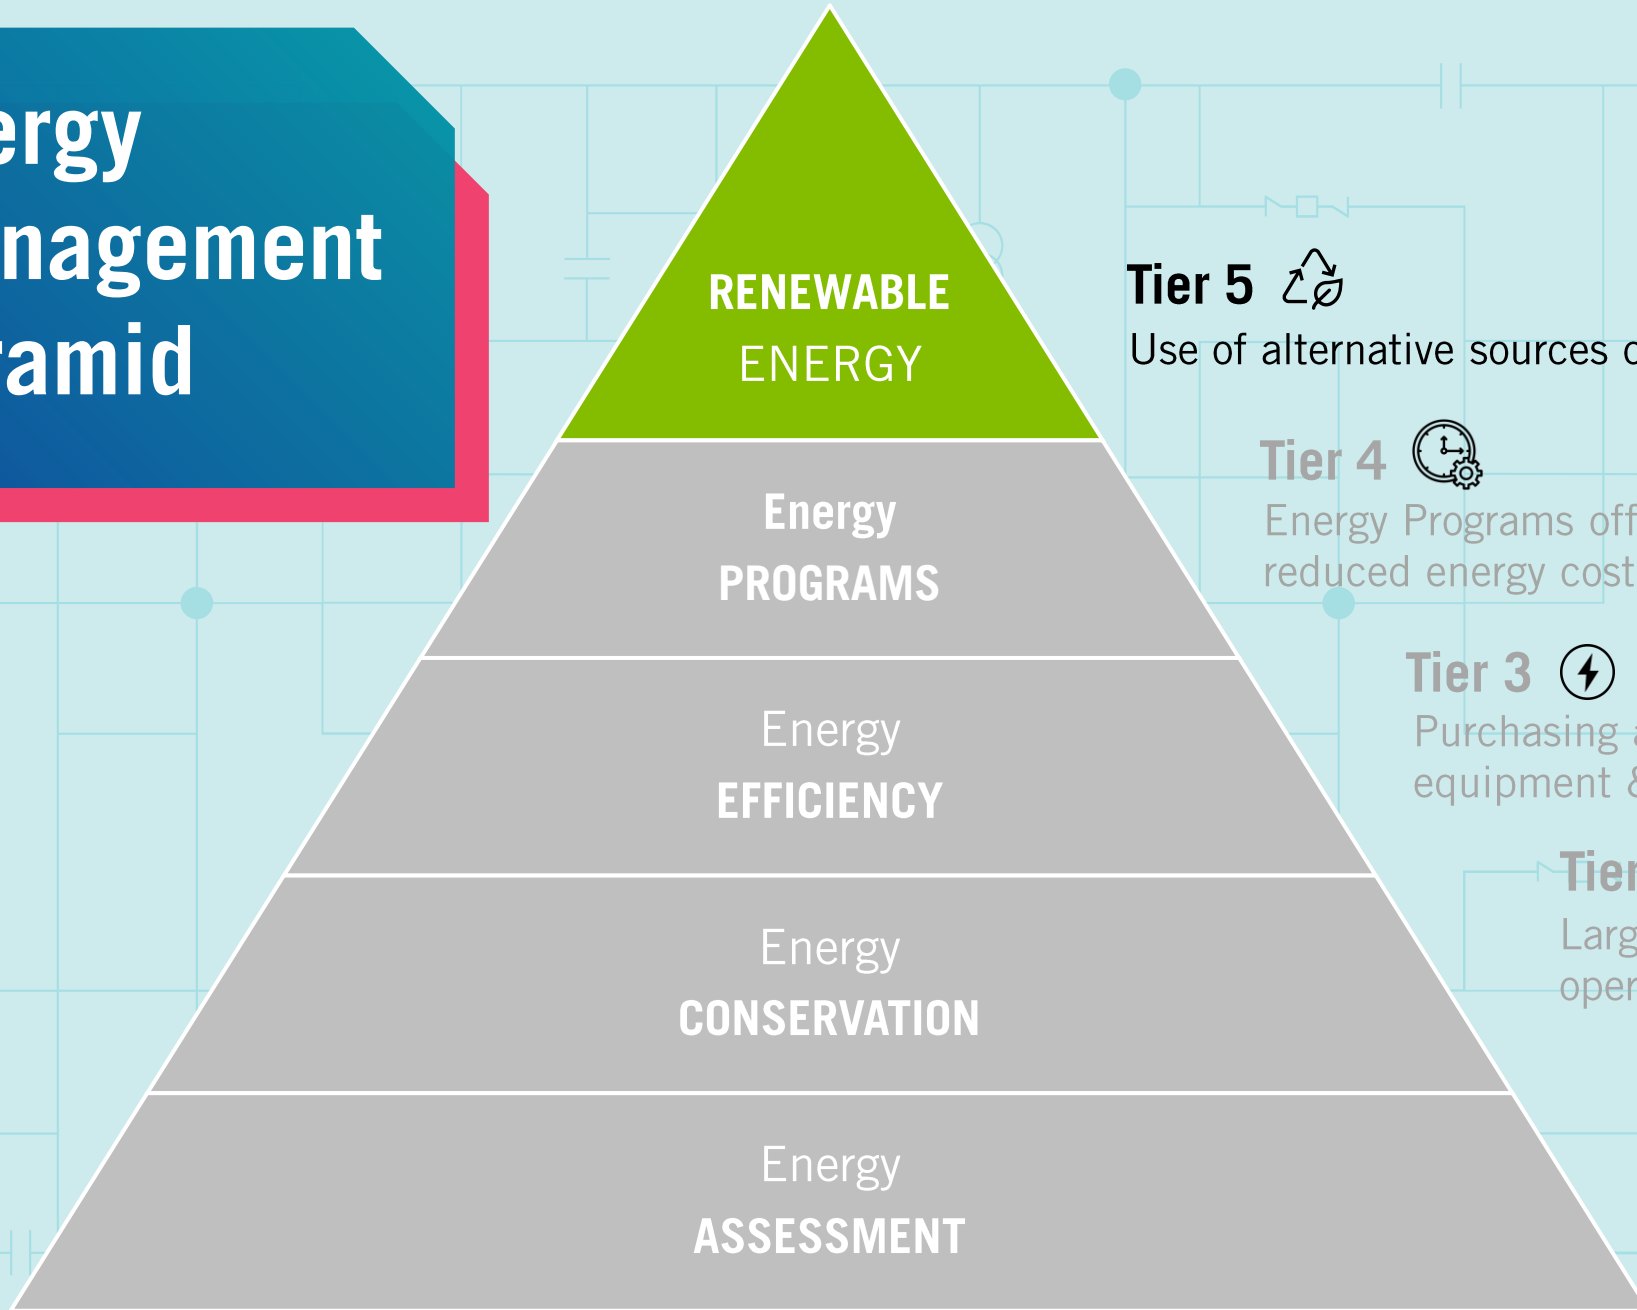 ergy
nagement
ramid
RENEWABLE
ENERGY
Tier 5
Use of alternative sources
Tier 4
Energy Programs off
reduced energy cost
Energy
PROGRAMS
Tier 3
Purchasing
equipment &
Energy
EFFICIENCY
Tier
Larg
oper
Energy
CONSERVATION
Energy
ASSESSMENT